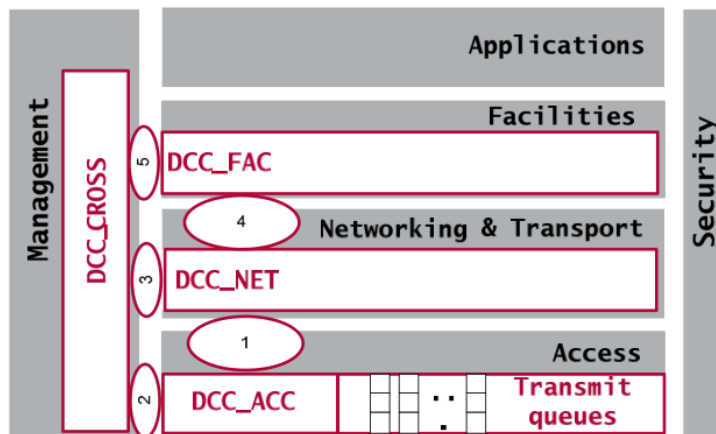 Applications
Management
Security
Facilities
5
DCC_FAC
DCC_CROSS
4
Networking & Transport
3
DCC_NET
1
Access
2
DCC_ACC
Transmit
queues